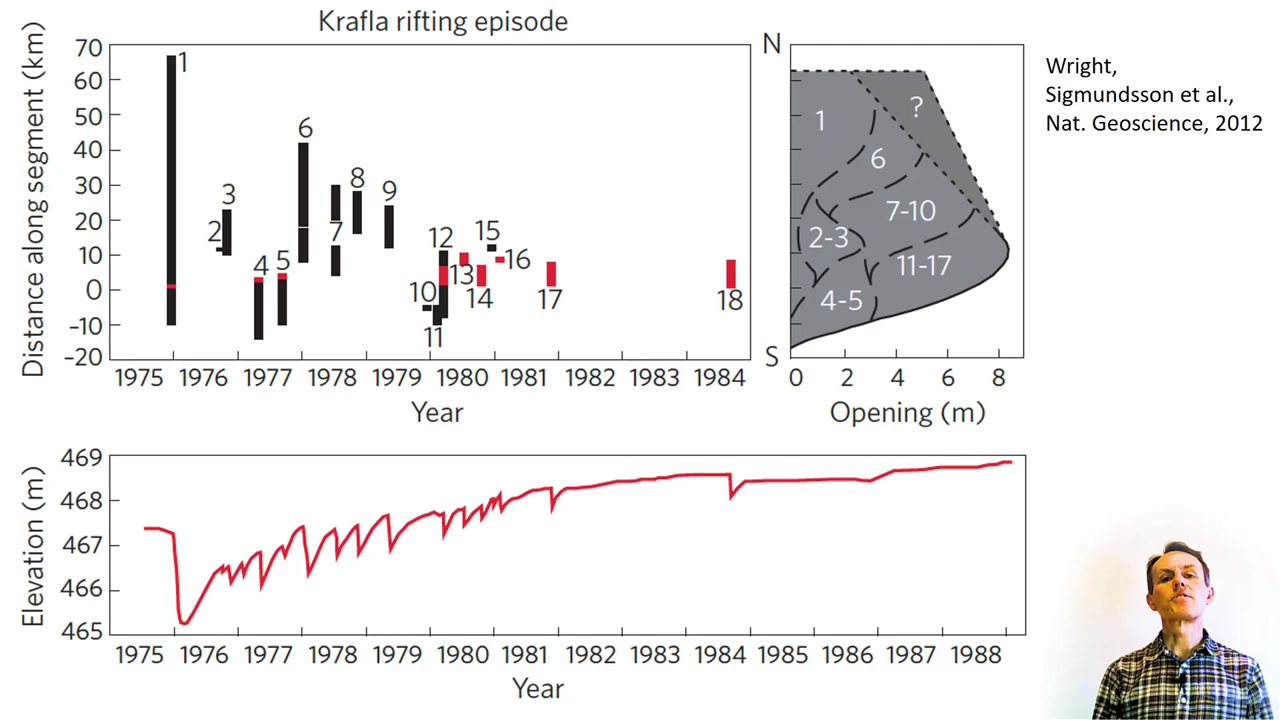 Krafla rifting episode
Distance along segment (km)
70
60
50
40
30
20
10
0
-10
-20
1
2
3
4
5
6
7
8
9
10
11
12
13
14
15
16
17
18
1975 1976 1977 1978 1979 1980 1981 1982 1983 1984
Year
N
S
1
?
6
7-10
2-3
11-17
4-5
0 2 4 6 8
Opening (m)
Wright,
Sigmundsson et al.,
Nat. Geoscience, 2012
Elevation (m)
469
468
467
466
465
1975 1976 1977 1978 1979 1980 1981 1982 1983 1984 1985 1986 1987 1988
Year